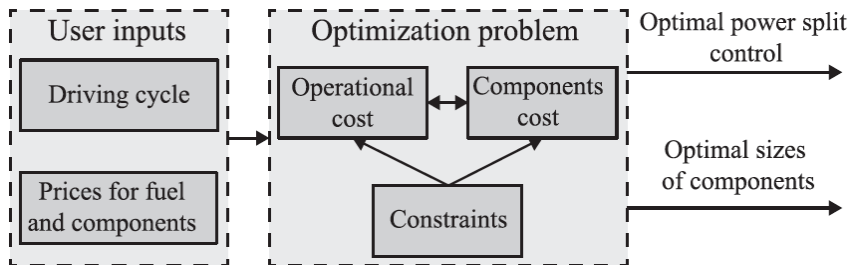 User inputs
Driving cycle
Prices for fuel
and components
Optimization problem
Operational
cost
Components
cost
Constraints
Optimal power split
control
Optimal sizes
of components